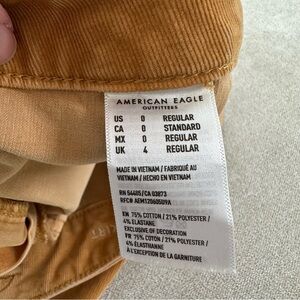 AMERICAN EAGLE
OUTFITTERS
US 0 REGULAR
CA 0 STANDARD
MX 0 REGULAR
UK 4 REGULAR
MADE IN VIETNAM / FABRIQUÉ AU
VIETNAM / HECHO EN VIETNAM
RN 54485/CA 03873
RFC# AEM120605U9A
EN 75% COTTON / 21% POLYESTER /
4% ELASTANE
EXCLUSIVE OF DECORATION
FR 75% COTON / 21% POLYESTER /
4% ÉLASTHANNE
À L'EXCEPTION DE LA GARNITURE